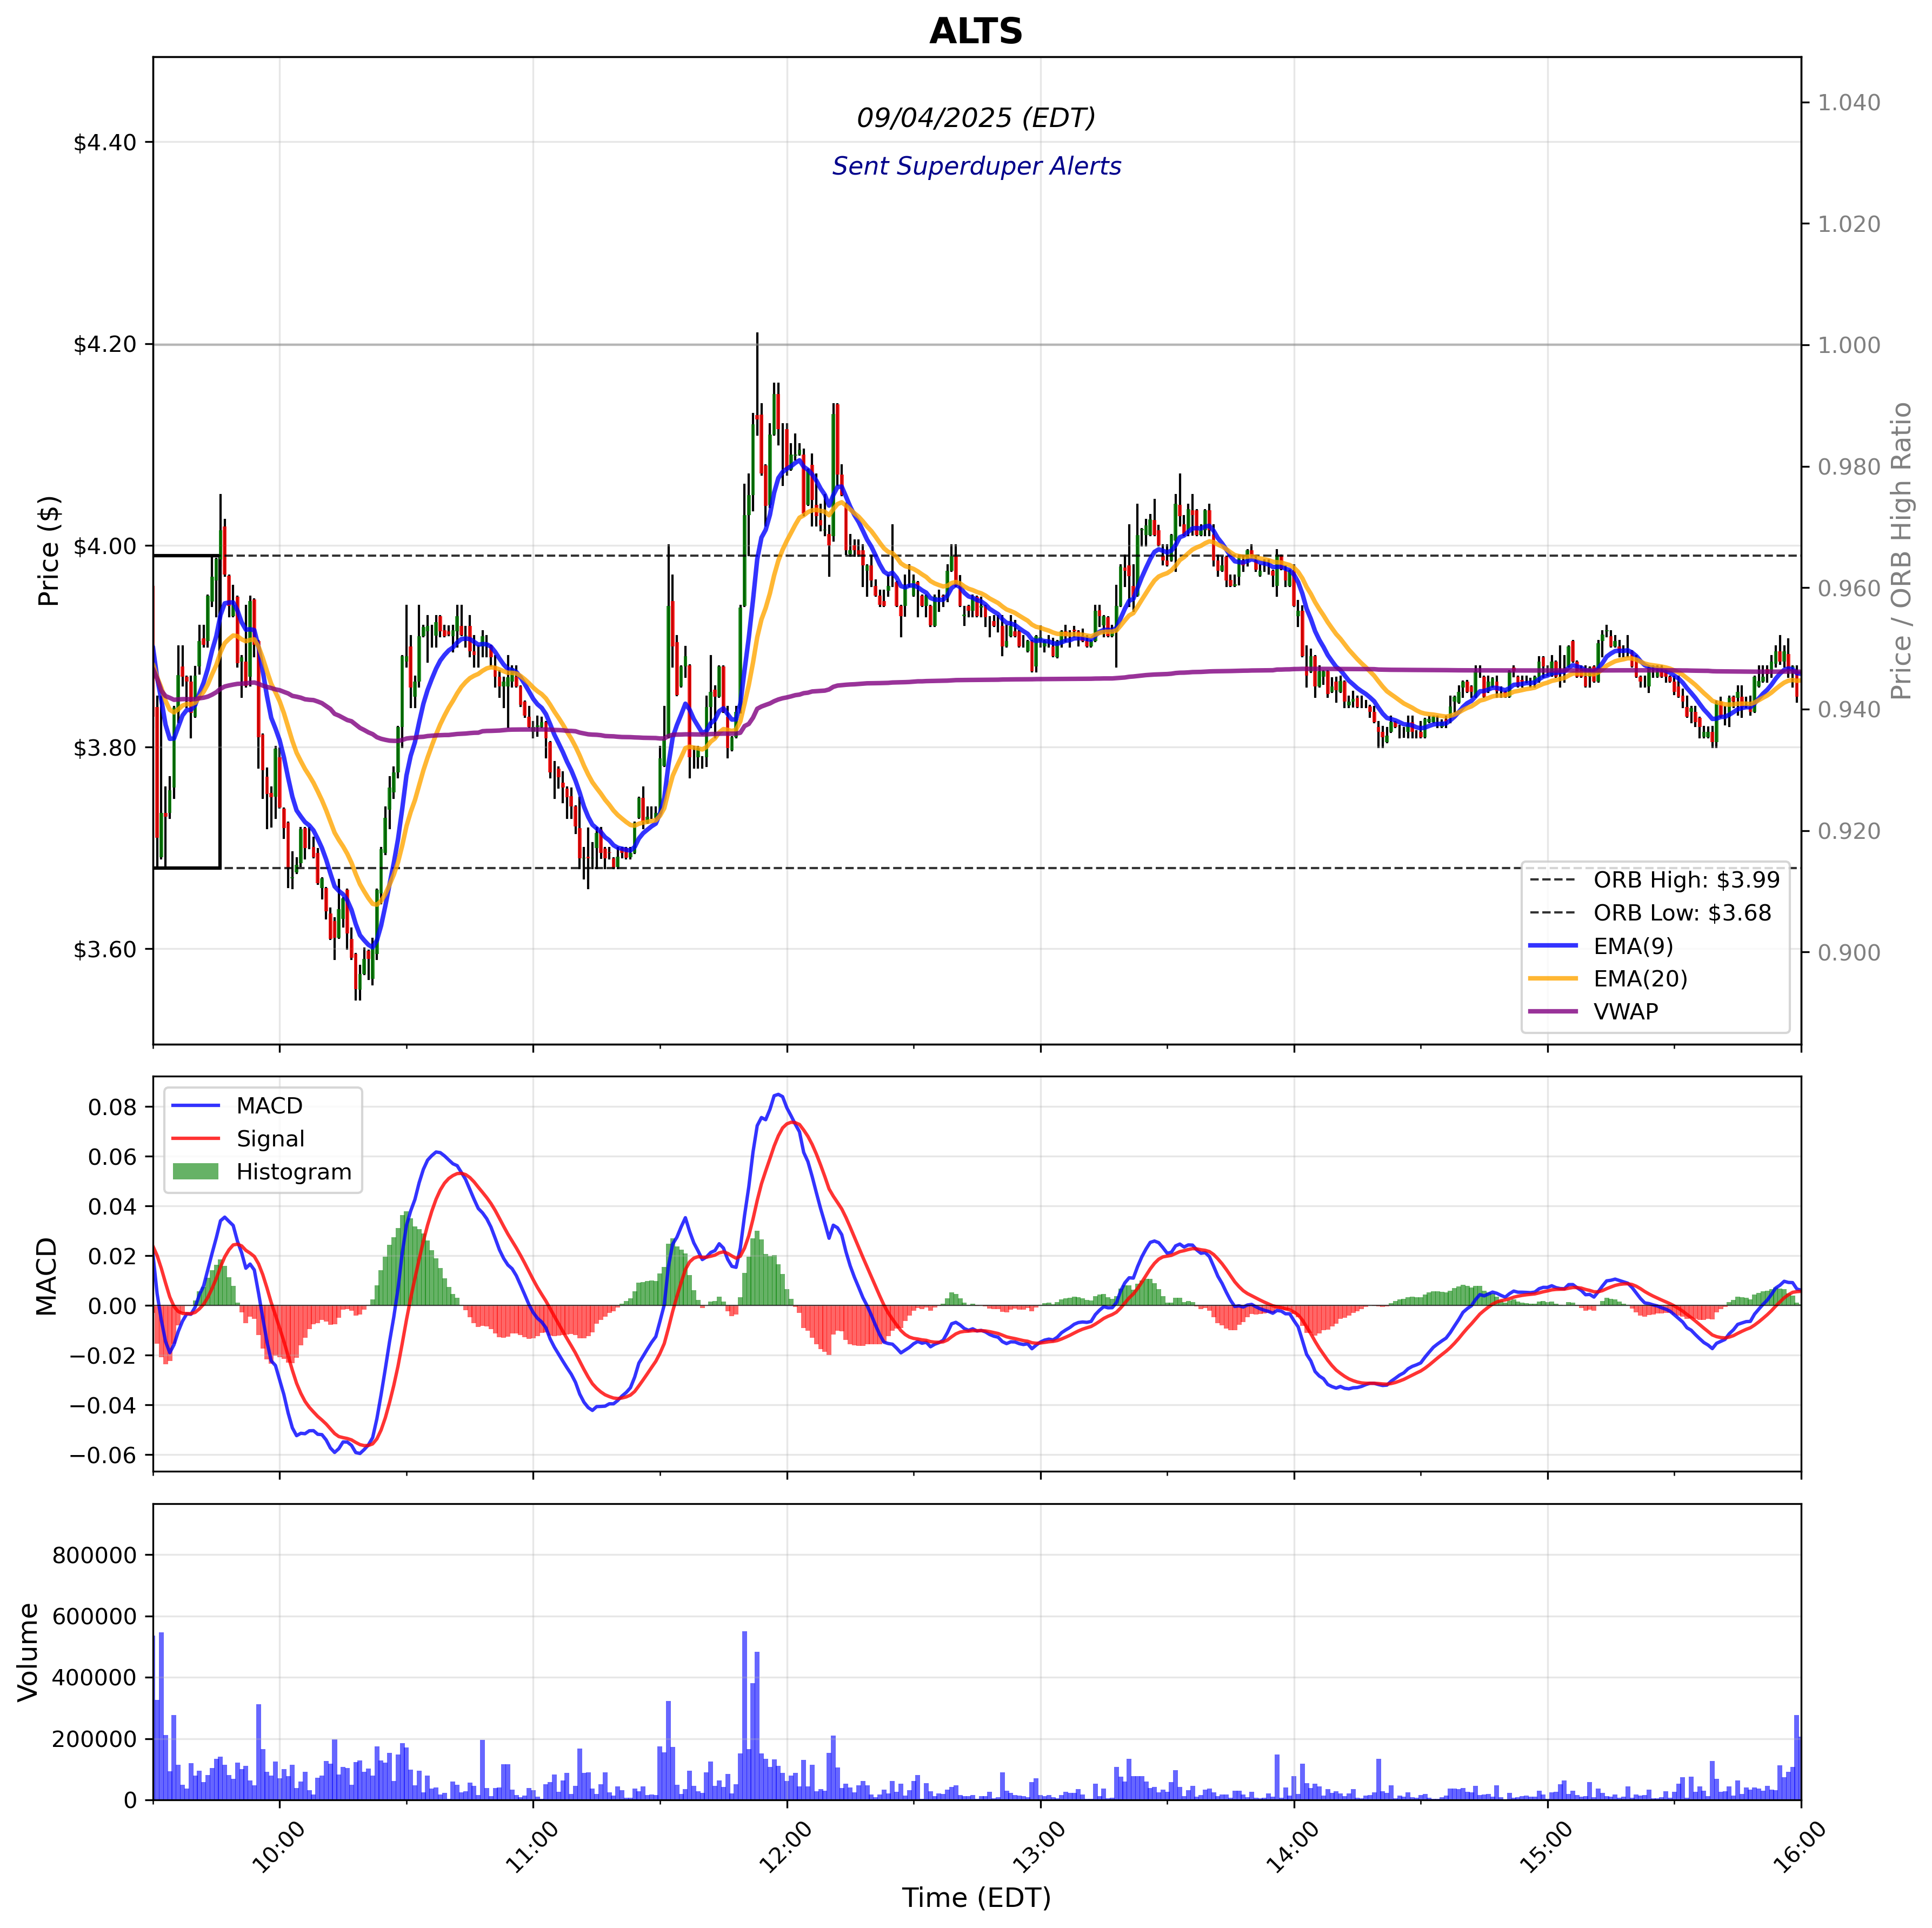 ALTS
09/04/2025 (EDT)
Sent Superduper Alerts
Price ($)
$4.40
$4.20
$4.00
$3.80
$3.60
1.040
1.020
1.000
0.980
0.960
0.940
0.920
0.900
Price / ORB High Ratio
ORB High: $3.99
ORB Low: $3.68
EMA(9)
EMA(20)
VWAP
MACD
0.08
0.06
0.04
0.02
0.00
−0.02
−0.04
−0.06
MACD
Signal
Histogram
Volume
800000
600000
400000
200000
0
10:00
11:00
12:00
13:00
14:00
15:00
16:00
Time (EDT)